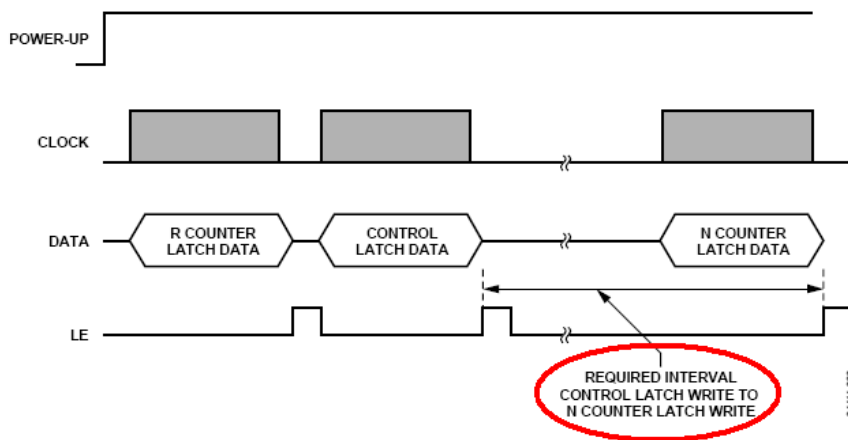 POWER-UP
CLOCK
DATA
R COUNTER
LATCH DATA
CONTROL
LATCH DATA
N COUNTER
LATCH DATA
LE
REQUIRED INTERVAL
CONTROL LATCH WRITE TO
N COUNTER LATCH WRITE